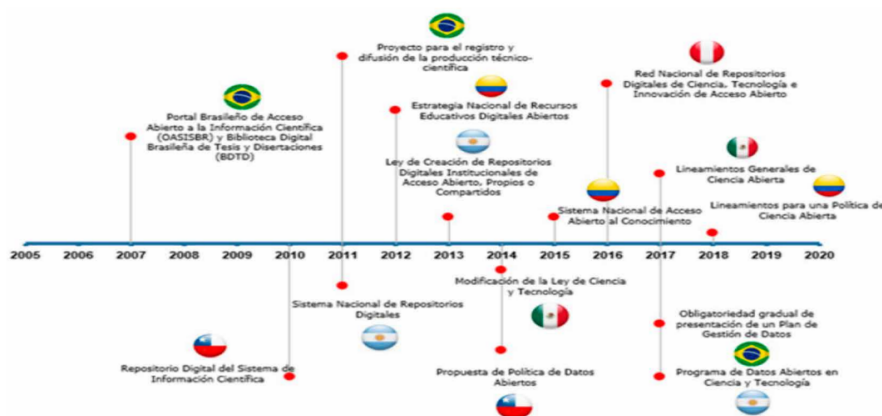 Proyecto para el registro y
difusión de la producción técnico-
científica
Red Nacional de Repositorios
Digitales de Ciencia, Tecnología e
Innovación de Acceso Abierto
Estrategia Nacional de Recursos
Educativos Digitales Abiertos
Portal Brasileño de Acceso
Abierto a la Información Científica
(OASISBR) y Biblioteca Digital
Brasileña de Tesis y Disertaciones
(BDTD)
Ley de Creación de Repositorios
Digitales Institucionales de
Acceso Abierto, Propios o
Compartidos
Lineamientos Generales de
Ciencia Abierta
Sistema Nacional de Acceso
Abierto al Conocimiento
Lineamientos para una Política de
Ciencia Abierta
2005 2006 2007 2008 2009 2010 2011 2012 2013 2014 2015 2016 2017 2018 2019 2020
Modificación de la Ley de Ciencia
y Tecnología
Sistema Nacional de Repositorios
Digitales
Obligatoriedad gradual de
presentación de un Plan de
Gestión de Datos
Repositorio Digital del Sistema de
Información Científica
Propuesta de Política de Datos
Abiertos
Programa de Datos Abiertos en
Ciencia y Tecnología